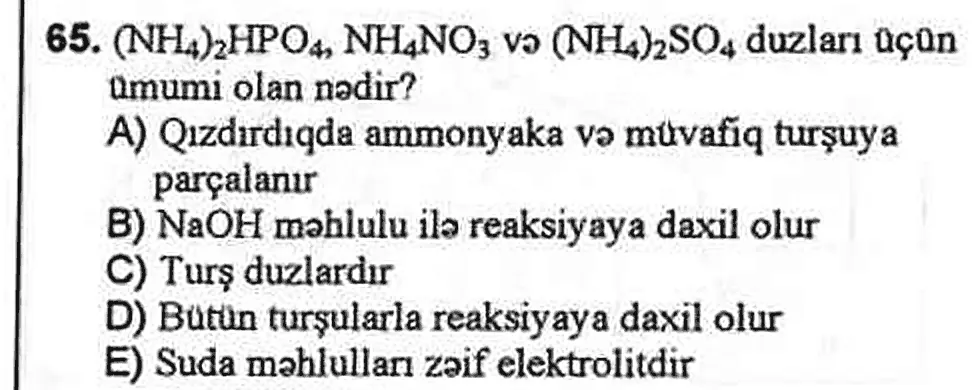 65. (NH₄)₂HPO₄, NH₄NO₃ və (NH₄)₂SO₄ duzları üçün
ümumi olan nədir?
A) Qızdırdıqda ammonyaka və müvafiq turşuya
parçalanır
B) NaOH məhlulu ilə reaksiyaya daxil olur
C) Turş duzlardır
D) Bütün turşularla reaksiyaya daxil olur
E) Suda məhlulları zəif elektrolitdir